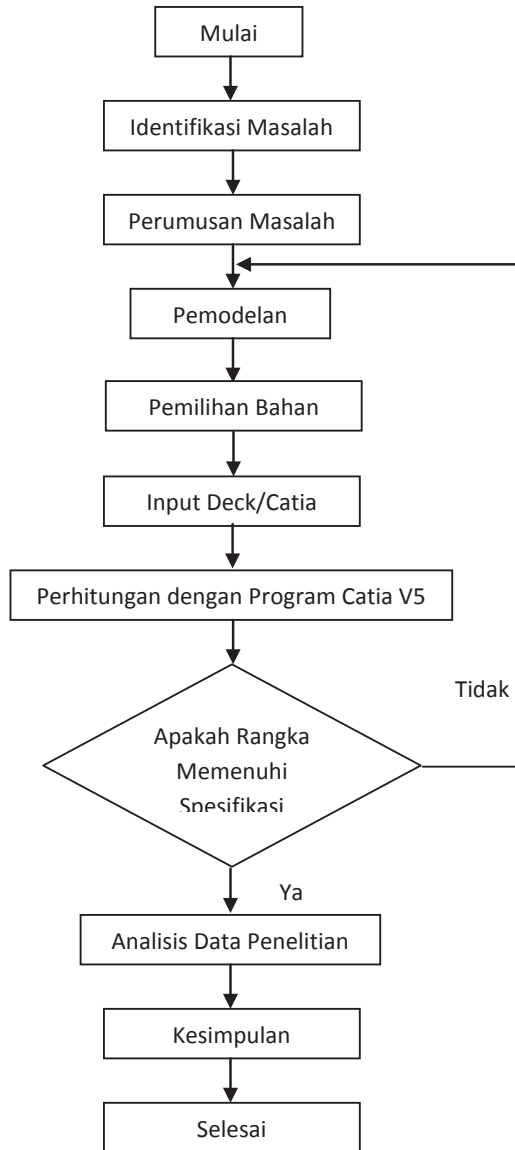 Mulai
Identifikasi Masalah
Perumusan Masalah
Pemodelan
Pemilihan Bahan
Input Deck/Catia
Perhitungan dengan Program Catia V5
Tidak
Apakah Rangka
Memenuhi
Spesifikasi
Ya
Analisis Data Penelitian
Kesimpulan
Selesai